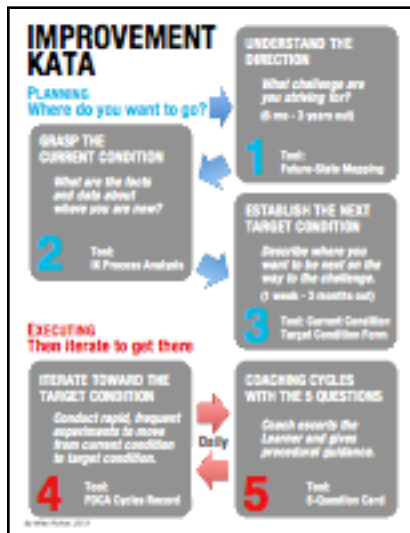 IMPROVEMENT
KATA
PLANNING
Where do you want to go?
UNDERSTAND THE
DIRECTION
What challenge are
you striving for?
(6 mo - 3 years out)
1
Tool:
Future-State Mapping
GRASP THE
CURRENT CONDITION
What are the facts
and data about
where you are now?
2
Tool:
IK Process Analysis
ESTABLISH THE NEXT
TARGET CONDITION
Describe where you
want to be next on the
way to the challenge.
(1 week - 3 months out)
3
Tool: Current Condition
Target Condition Form
EXECUTING
Then iterate to get there
ITERATE TOWARD THE
TARGET CONDITION
Conduct rapid, frequent
experiments to move
from current condition
to target condition.
4
Tool:
PDCA Cycles Record
Daily
COACHING CYCLES
WITH THE 5 QUESTIONS
Coach escorts the
Learner and gives
procedural guidance.
5
Tool:
5-Question Card
By Mike Rother, 2013